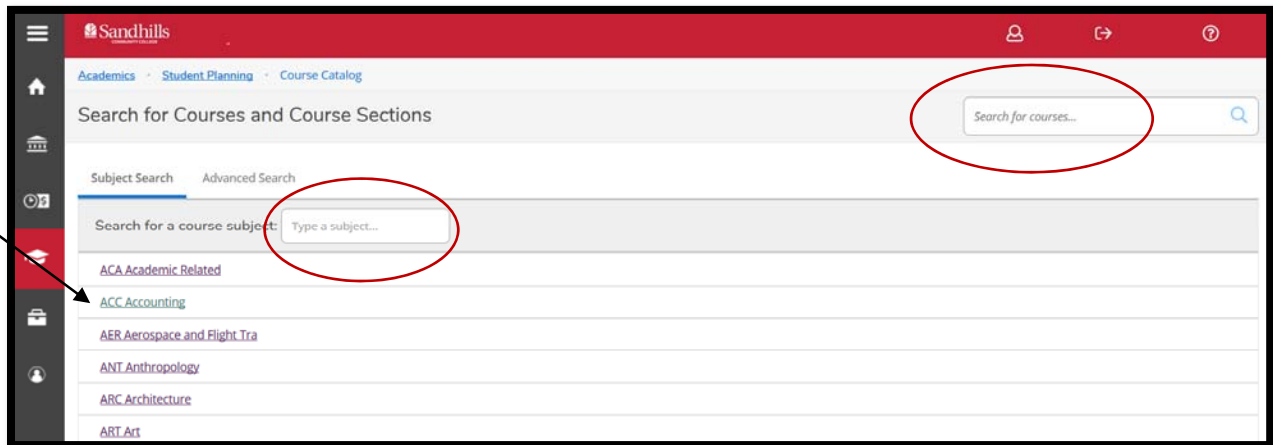 Sandhills
COMMUNITY COLLEGE
Academics · Student Planning · Course Catalog
Search for Courses and Course Sections
Search for courses...
Subject Search Advanced Search
Search for a course subject: Type a subject...
ACA Academic Related
ACC Accounting
AER Aerospace and Flight Tra
ANT Anthropology
ARC Architecture
ART Art